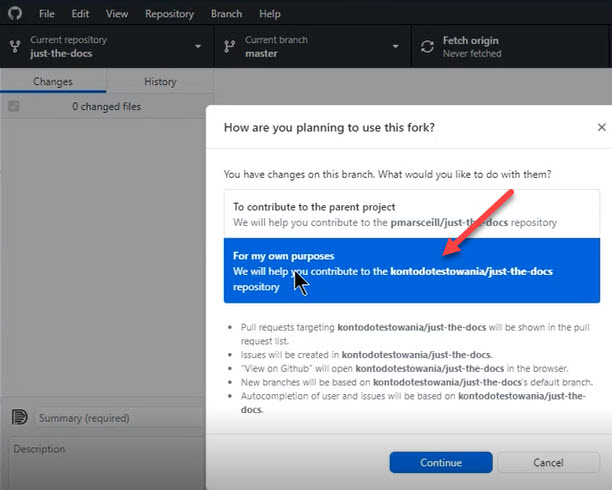 File Edit View Repository Branch Help
Current repository
just-the-docs
Current branch
master
Fetch origin
Never fetched
Changes History
0 changed files
How are you planning to use this fork?
You have changes on this branch. What would you like to do with them?
To contribute to the parent project
We will help you contribute to the pmarsceill/just-the-docs repository
For my own purposes
We will help you contribute to the kontodotestowania/just-the-docs
repository
Pull requests targeting kontodotestowania/just-the-docs will be shown in the pull
request list.
Issues will be created in kontodotestowania/just-the-docs.
"View on Github" will open kontodotestowania/just-the-docs in the browser.
New branches will be based on kontodotestowania/just-the-docs's default branch.
Autocompletion of user and issues will be based on kontodotestowania/just-the-
docs.
Summary (required)
Description
Continue Cancel